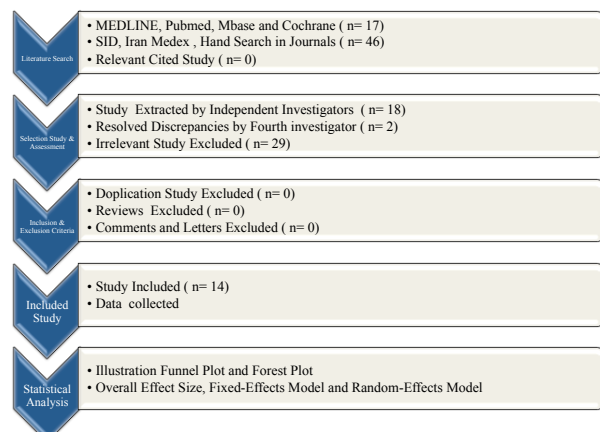 Literature Search
• MEDLINE, Pubmed, Mbase and Cochrane ( n= 17)
• SID, Iran Medex , Hand Search in Journals ( n= 46)
• Relevant Cited Study ( n= 0)
Selection Study &
Assessment
• Study Extracted by Independent Investigators ( n= 18)
• Resolved Discrepancies by Fourth investigator ( n= 2)
• Irrelevant Study Excluded ( n= 29)
Inclusion &
Exclusion Criteria
• Doplication Study Excluded ( n= 0)
• Reviews Excluded ( n= 0)
• Comments and Letters Excluded ( n= 0)
Included
Study
• Study Included ( n= 14)
• Data collected
Statistical
Analysis
• Illustration Funnel Plot and Forest Plot
• Overall Effect Size, Fixed-Effects Model and Random-Effects Model